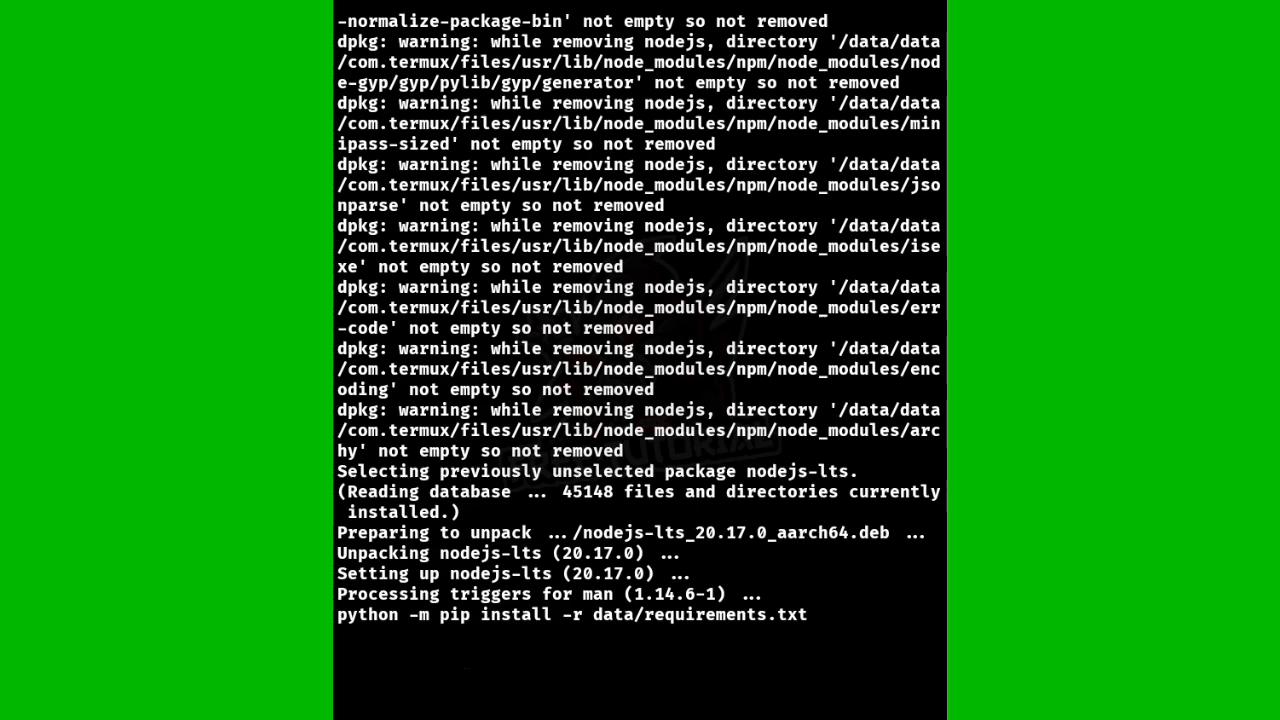 -normalize-package-bin' not empty so not removed
dpkg: warning: while removing nodejs, directory '/data/data
/com.termux/files/usr/lib/node_modules/npm/node_modules/nod
e-gyp/gyp/pylib/gyp/generator' not empty so not removed
dpkg: warning: while removing nodejs, directory '/data/data
/com.termux/files/usr/lib/node_modules/npm/node_modules/min
ipass-sized' not empty so not removed
dpkg: warning: while removing nodejs, directory '/data/data
/com.termux/files/usr/lib/node_modules/npm/node_modules/jso
nparse' not empty so not removed
dpkg: warning: while removing nodejs, directory '/data/data
/com.termux/files/usr/lib/node_modules/npm/node_modules/ise
xe' not empty so not removed
dpkg: warning: while removing nodejs, directory '/data/data
/com.termux/files/usr/lib/node_modules/npm/node_modules/err
-code' not empty so not removed
dpkg: warning: while removing nodejs, directory '/data/data
/com.termux/files/usr/lib/node_modules/npm/node_modules/enc
oding' not empty so not removed
dpkg: warning: while removing nodejs, directory '/data/data
/com.termux/files/usr/lib/node_modules/npm/node_modules/arc
hy' not empty so not removed
Selecting previously unselected package nodejs-lts.
(Reading database ... 45148 files and directories currently
installed.)
Preparing to unpack .../nodejs-lts_20.17.0_aarch64.deb ...
Unpacking nodejs-lts (20.17.0) ...
Setting up nodejs-lts (20.17.0) ...
Processing triggers for man (1.14.6-1) ...
python -m pip install -r data/requirements.txt